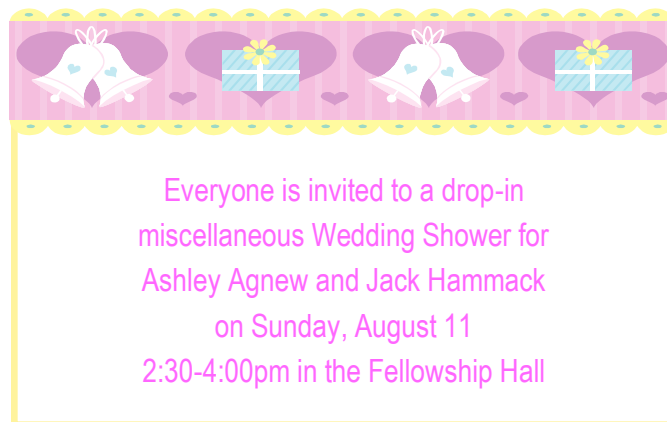 Everyone is invited to a drop-in
miscellaneous Wedding Shower for
Ashley Agnew and Jack Hammack
on Sunday, August 11
2:30-4:00pm in the Fellowship Hall